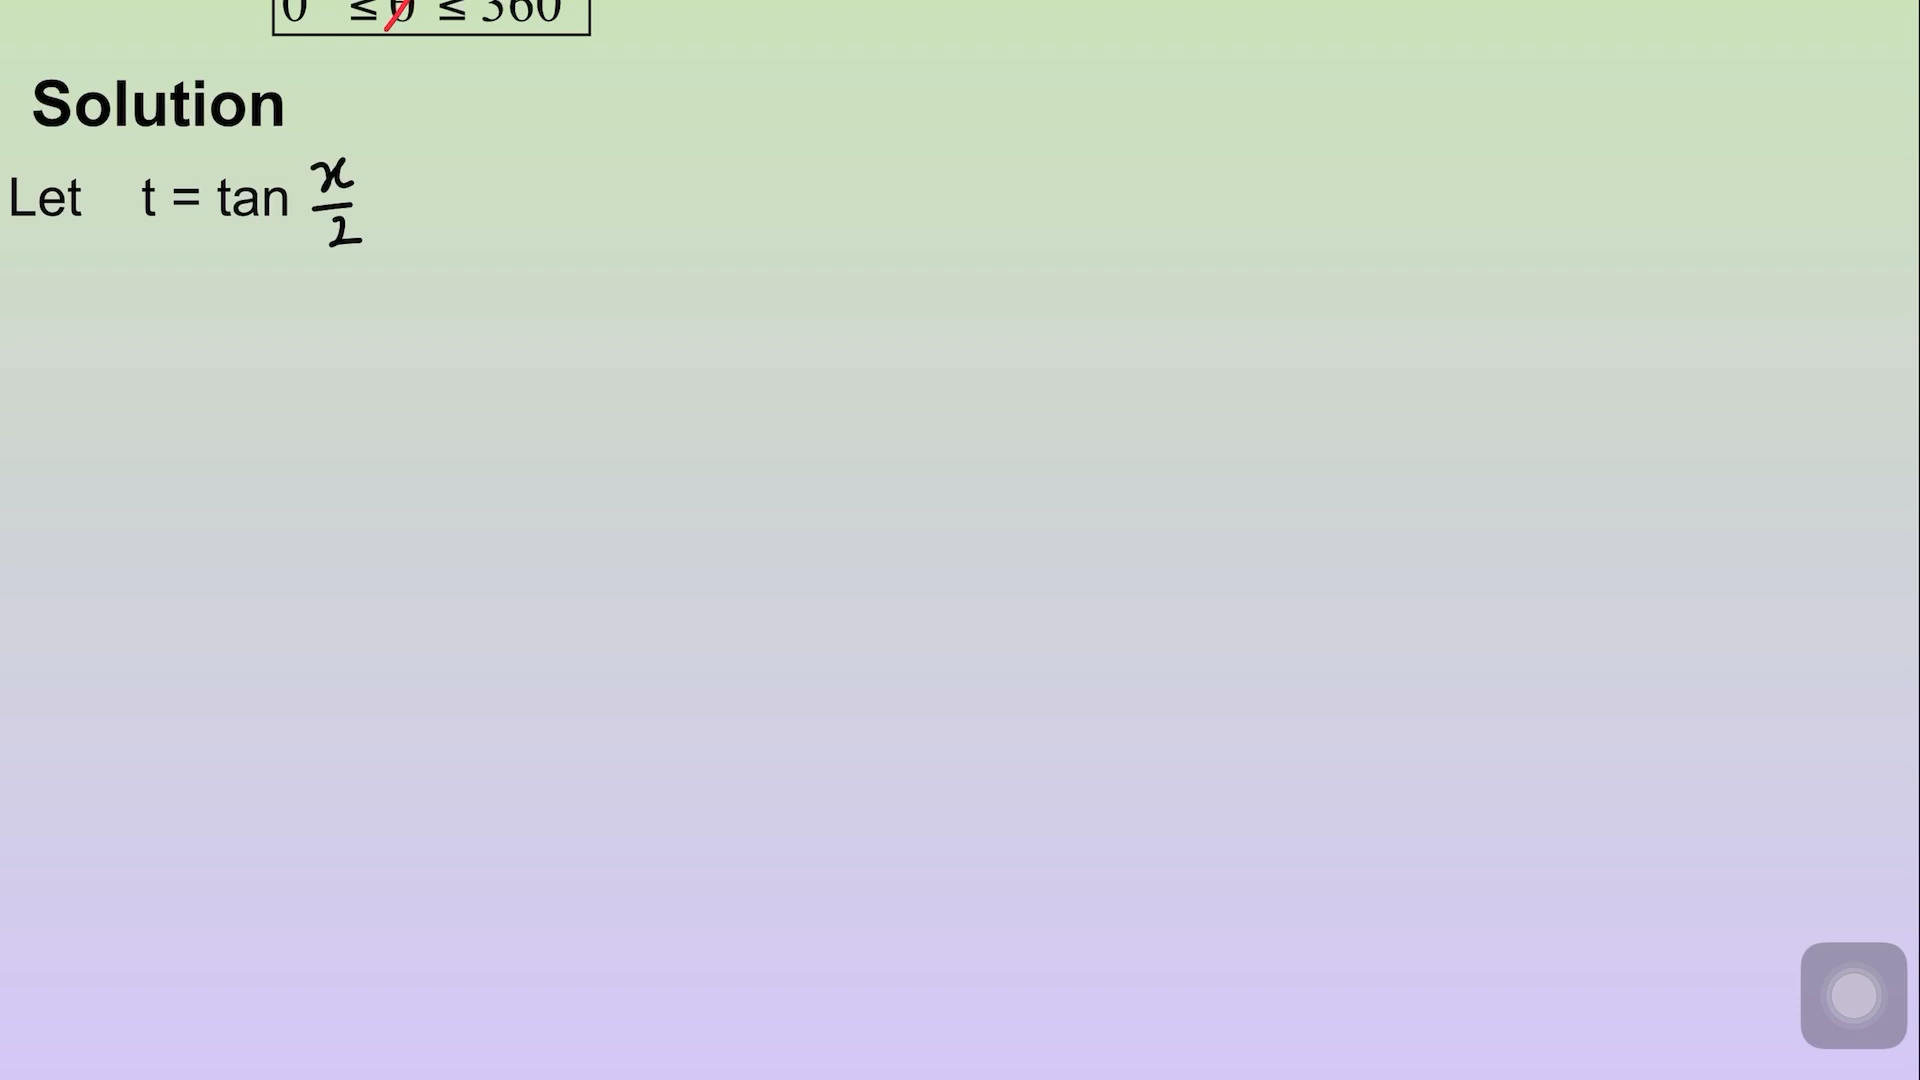 0 ≤ θ ≤ 360
Solution
Let t = tan x/2